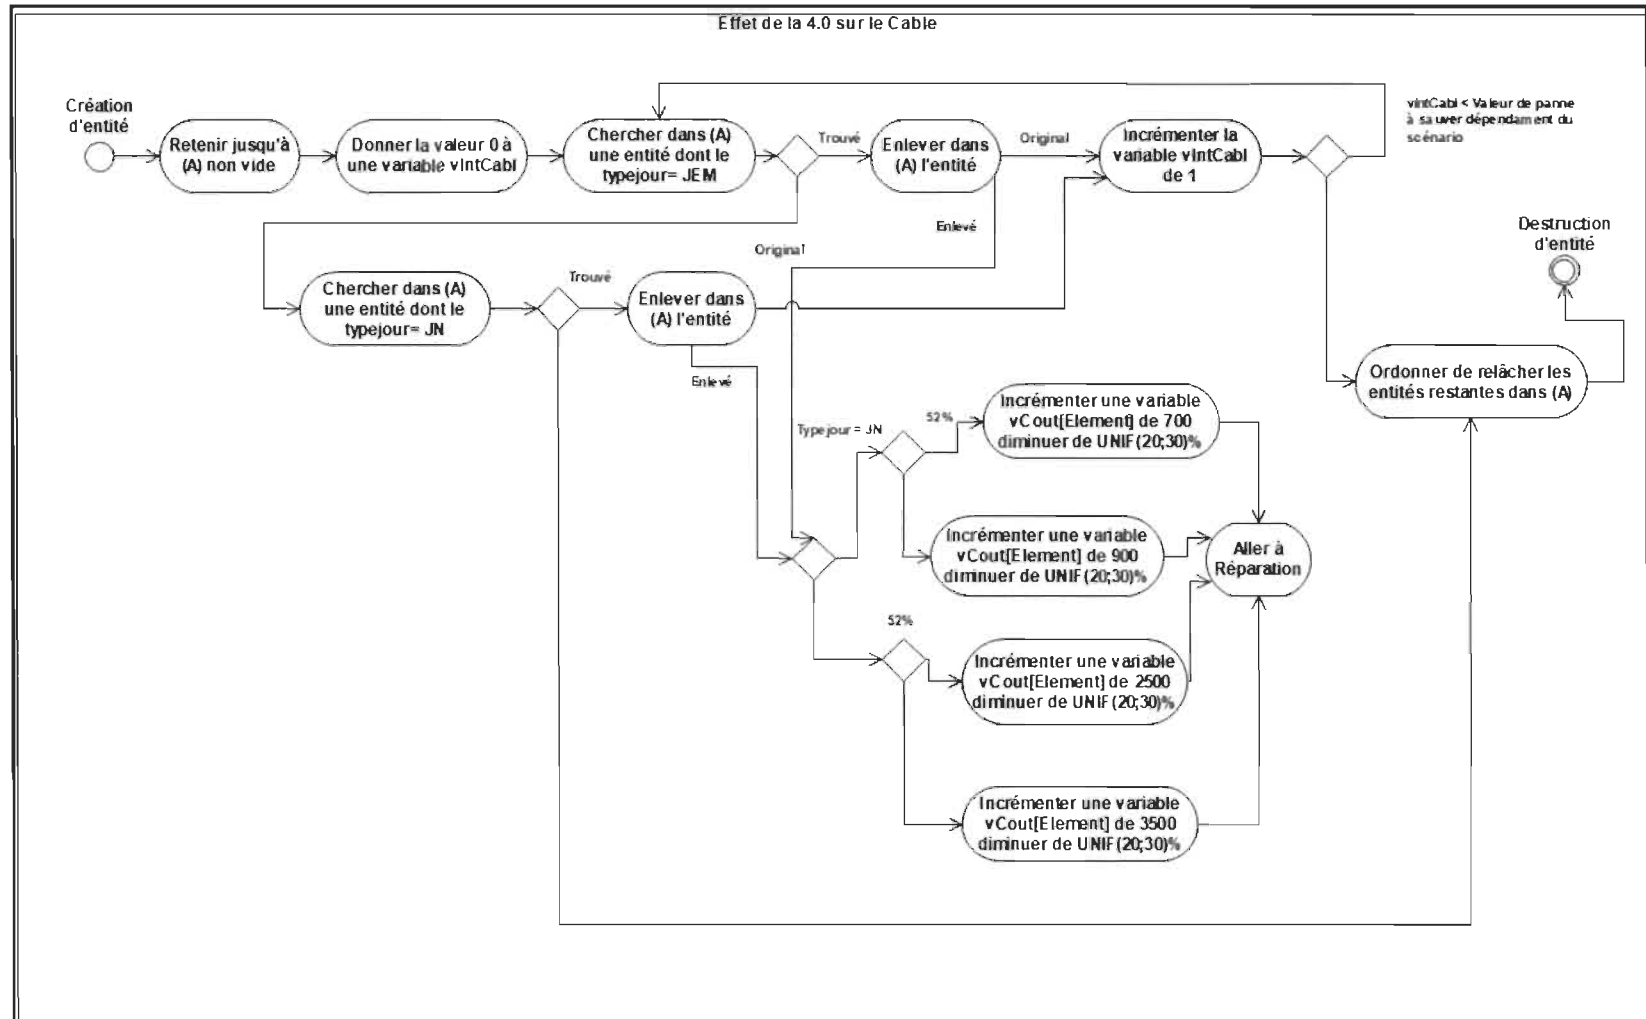 Effet de la 4.0 sur le Cable
Création
d'entité
Retenir jusqu'à
(A) non vide
Donner la valeur 0 à
une variable vIntCabl
Chercher dans (A)
une entité dont le
typejour= JEM
Trouvé
Enlever dans
(A) l'entité
Original
Incrémenter la
variable vIntCabl
de 1
vIntCabl < Valeur de panne
à sauver dépendament du
scénario
Enlevé
Original
Destruction
d'entité
Chercher dans (A)
une entité dont le
typejour= JN
Trouvé
Enlever dans
(A) l'entité
Enlevé
Ordonner de relâcher les
entités restantes dans (A)
Typejour = JN
52%
Incrémenter une variable
vCout[Element] de 700
diminuer de UNIF(20;30)%
Incrémenter une variable
vCout[Element] de 900
diminuer de UNIF(20;30)%
Aller à
Réparation
52%
Incrémenter une variable
vCout[Element] de 2500
diminuer de UNIF(20;30)%
Incrémenter une variable
vCout[Element] de 3500
diminuer de UNIF(20;30)%